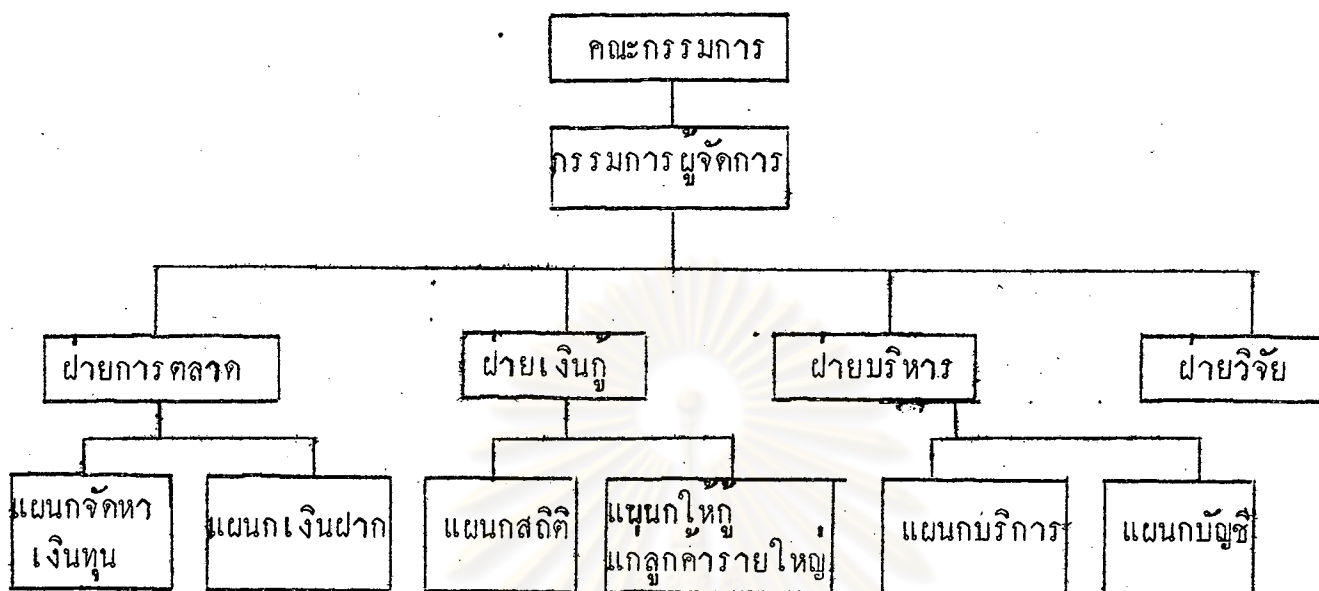 คณะกรรมการ
กรรมการผู้จัดการ
ฝ่ายการตลาด
ฝ่ายเงินกู้
ฝ่ายบริหาร
ฝ่ายวิจัย
แผนกจัดหา
เงินทุน
แผนกเงินฝาก
แผนกสถิติ
แผนกให้กู้
แก่ลูกค้ารายใหญ่
แผนกบริการ
แผนกบัญชี